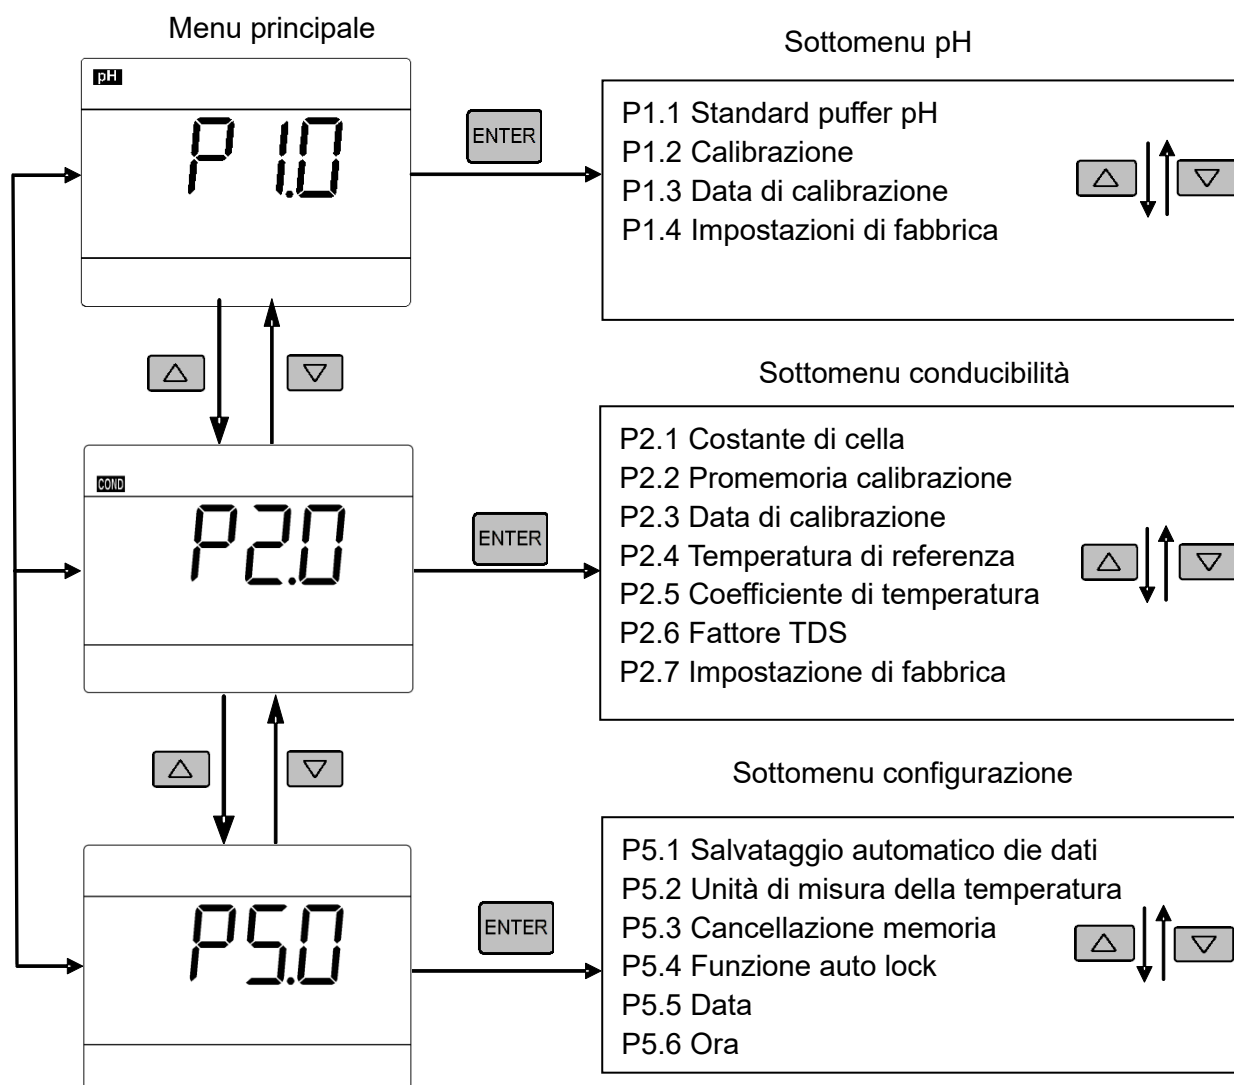 Menu principale
Sottomenu pH
pH
P1.0
ENTER
P1.1 Standard puffer pH
P1.2 Calibrazione
P1.3 Data di calibrazione
P1.4 Impostazioni di fabbrica
Sottomenu conducibilità
COND
P2.0
ENTER
P2.1 Costante di cella
P2.2 Promemoria calibrazione
P2.3 Data di calibrazione
P2.4 Temperatura di referenza
P2.5 Coefficiente di temperatura
P2.6 Fattore TDS
P2.7 Impostazione di fabbrica
Sottomenu configurazione
P5.0
ENTER
P5.1 Salvataggio automatico die dati
P5.2 Unità di misura della temperatura
P5.3 Cancellazione memoria
P5.4 Funzione auto lock
P5.5 Data
P5.6 Ora